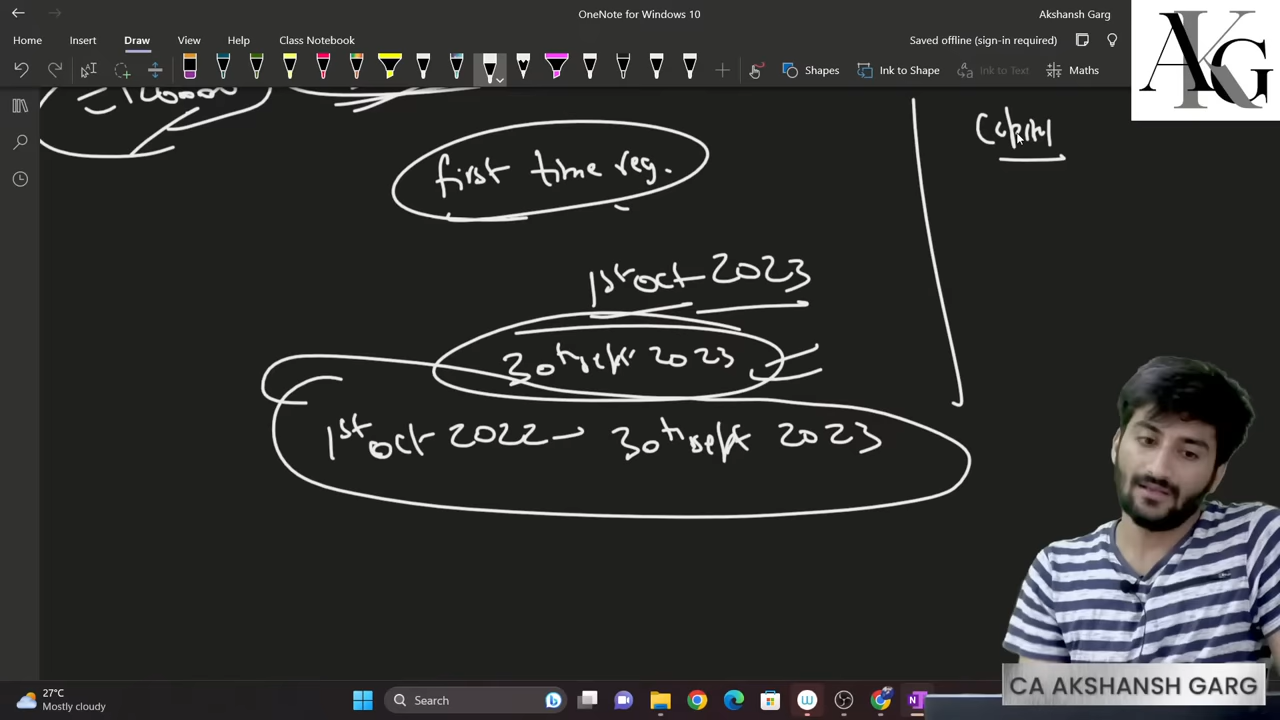 OneNote for Windows 10
Akshansh Garg
Home Insert Draw View Help Class Notebook
Saved offline (sign-in required)
Shapes Ink to Shape Ink to Text Maths
AKG
Capital
first time reg.
1st oct 2023
30th sept 2023
1st oct 2022 - 30th sept 2023
CA AKSHANSH GARG
27°C
Mostly cloudy
Search